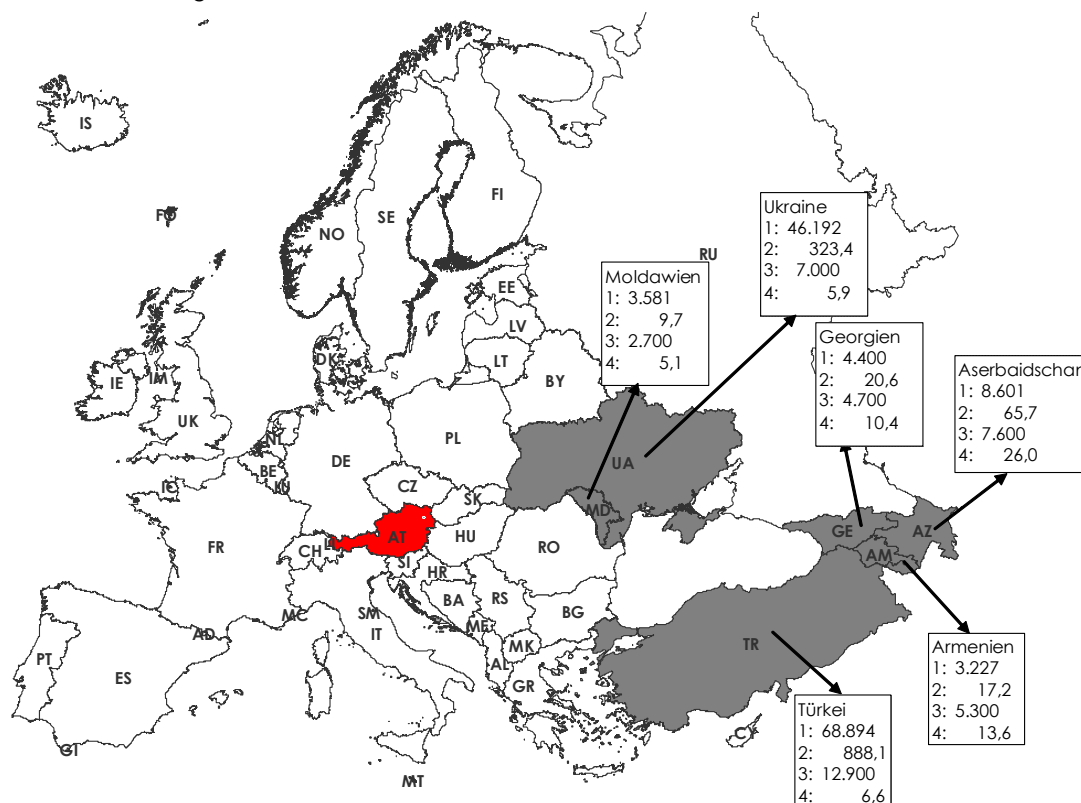 IS
FO
NO
SE
FI
RU
EE
LV
LT
DK
IE
IM
UK
BY
NL
PL
DE
BE
LU
CZ
UA
SK
MD
FR
AT
HU
RO
CH
LI
SI
HR
BA
RS
BG
GE
AZ
AM
MC
SM
IT
ME
MK
AL
AD
PT
ES
GR
TR
GI
MT
CY
Ukraine
1: 46.192
2: 323,4
3: 7.000
4: 5,9
Moldawien
1: 3.581
2: 9,7
3: 2.700
4: 5,1
Georgien
1: 4.400
2: 20,6
3: 4.700
4: 10,4
Aserbaidschan
1: 8.601
2: 65,7
3: 7.600
4: 26,0
Armenien
1: 3.227
2: 17,2
3: 5.300
4: 13,6
Türkei
1: 68.894
2: 888,1
3: 12.900
4: 6,6